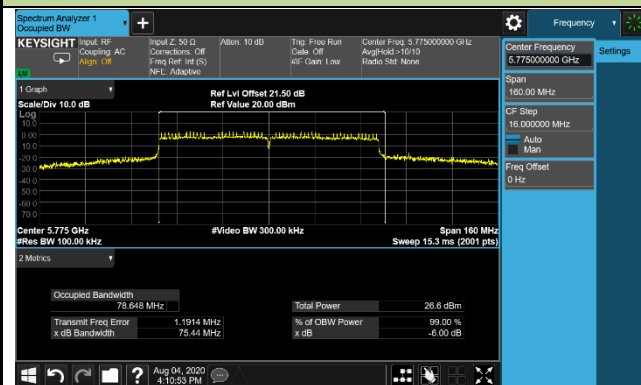 Spectrum Analyzer 1
Occupied BW
Frequency
KEYSIGHT
Input: RF
Coupling: AC
Align: Off
Input Z: 50 Ω
Corrections: Off
Freq Ref: Int (S)
NFE: Adaptive
Atten: 10 dB
Trig: Free Run
Gate: Off
#IF Gain: Low
Center Freq: 5.775000000 GHz
Avg|Hold:>10/10
Radio Std: None
LXI
Center Frequency
5.775000000 GHz
Settings
Span
160.00 MHz
CF Step
16.000000 MHz
Auto
Man
Freq Offset
0 Hz
1 Graph
Scale/Div 10.0 dB
Ref Lvl Offset 21.50 dB
Ref Value 20.00 dBm
Log
10.0
0.00
-10.0
-20.0
-30.0
-40.0
-50.0
-60.0
-70.0
Center 5.775 GHz
#Res BW 100.00 kHz
#Video BW 300.00 kHz
Span 160 MHz
Sweep 15.3 ms (2001 pts)
2 Metrics
Occupied Bandwidth
78.648 MHz
Total Power 26.6 dBm
Transmit Freq Error 1.1914 MHz
% of OBW Power 99.00 %
x dB Bandwidth 75.44 MHz
x dB -6.00 dB
Aug 04, 2020
4:10:53 PM